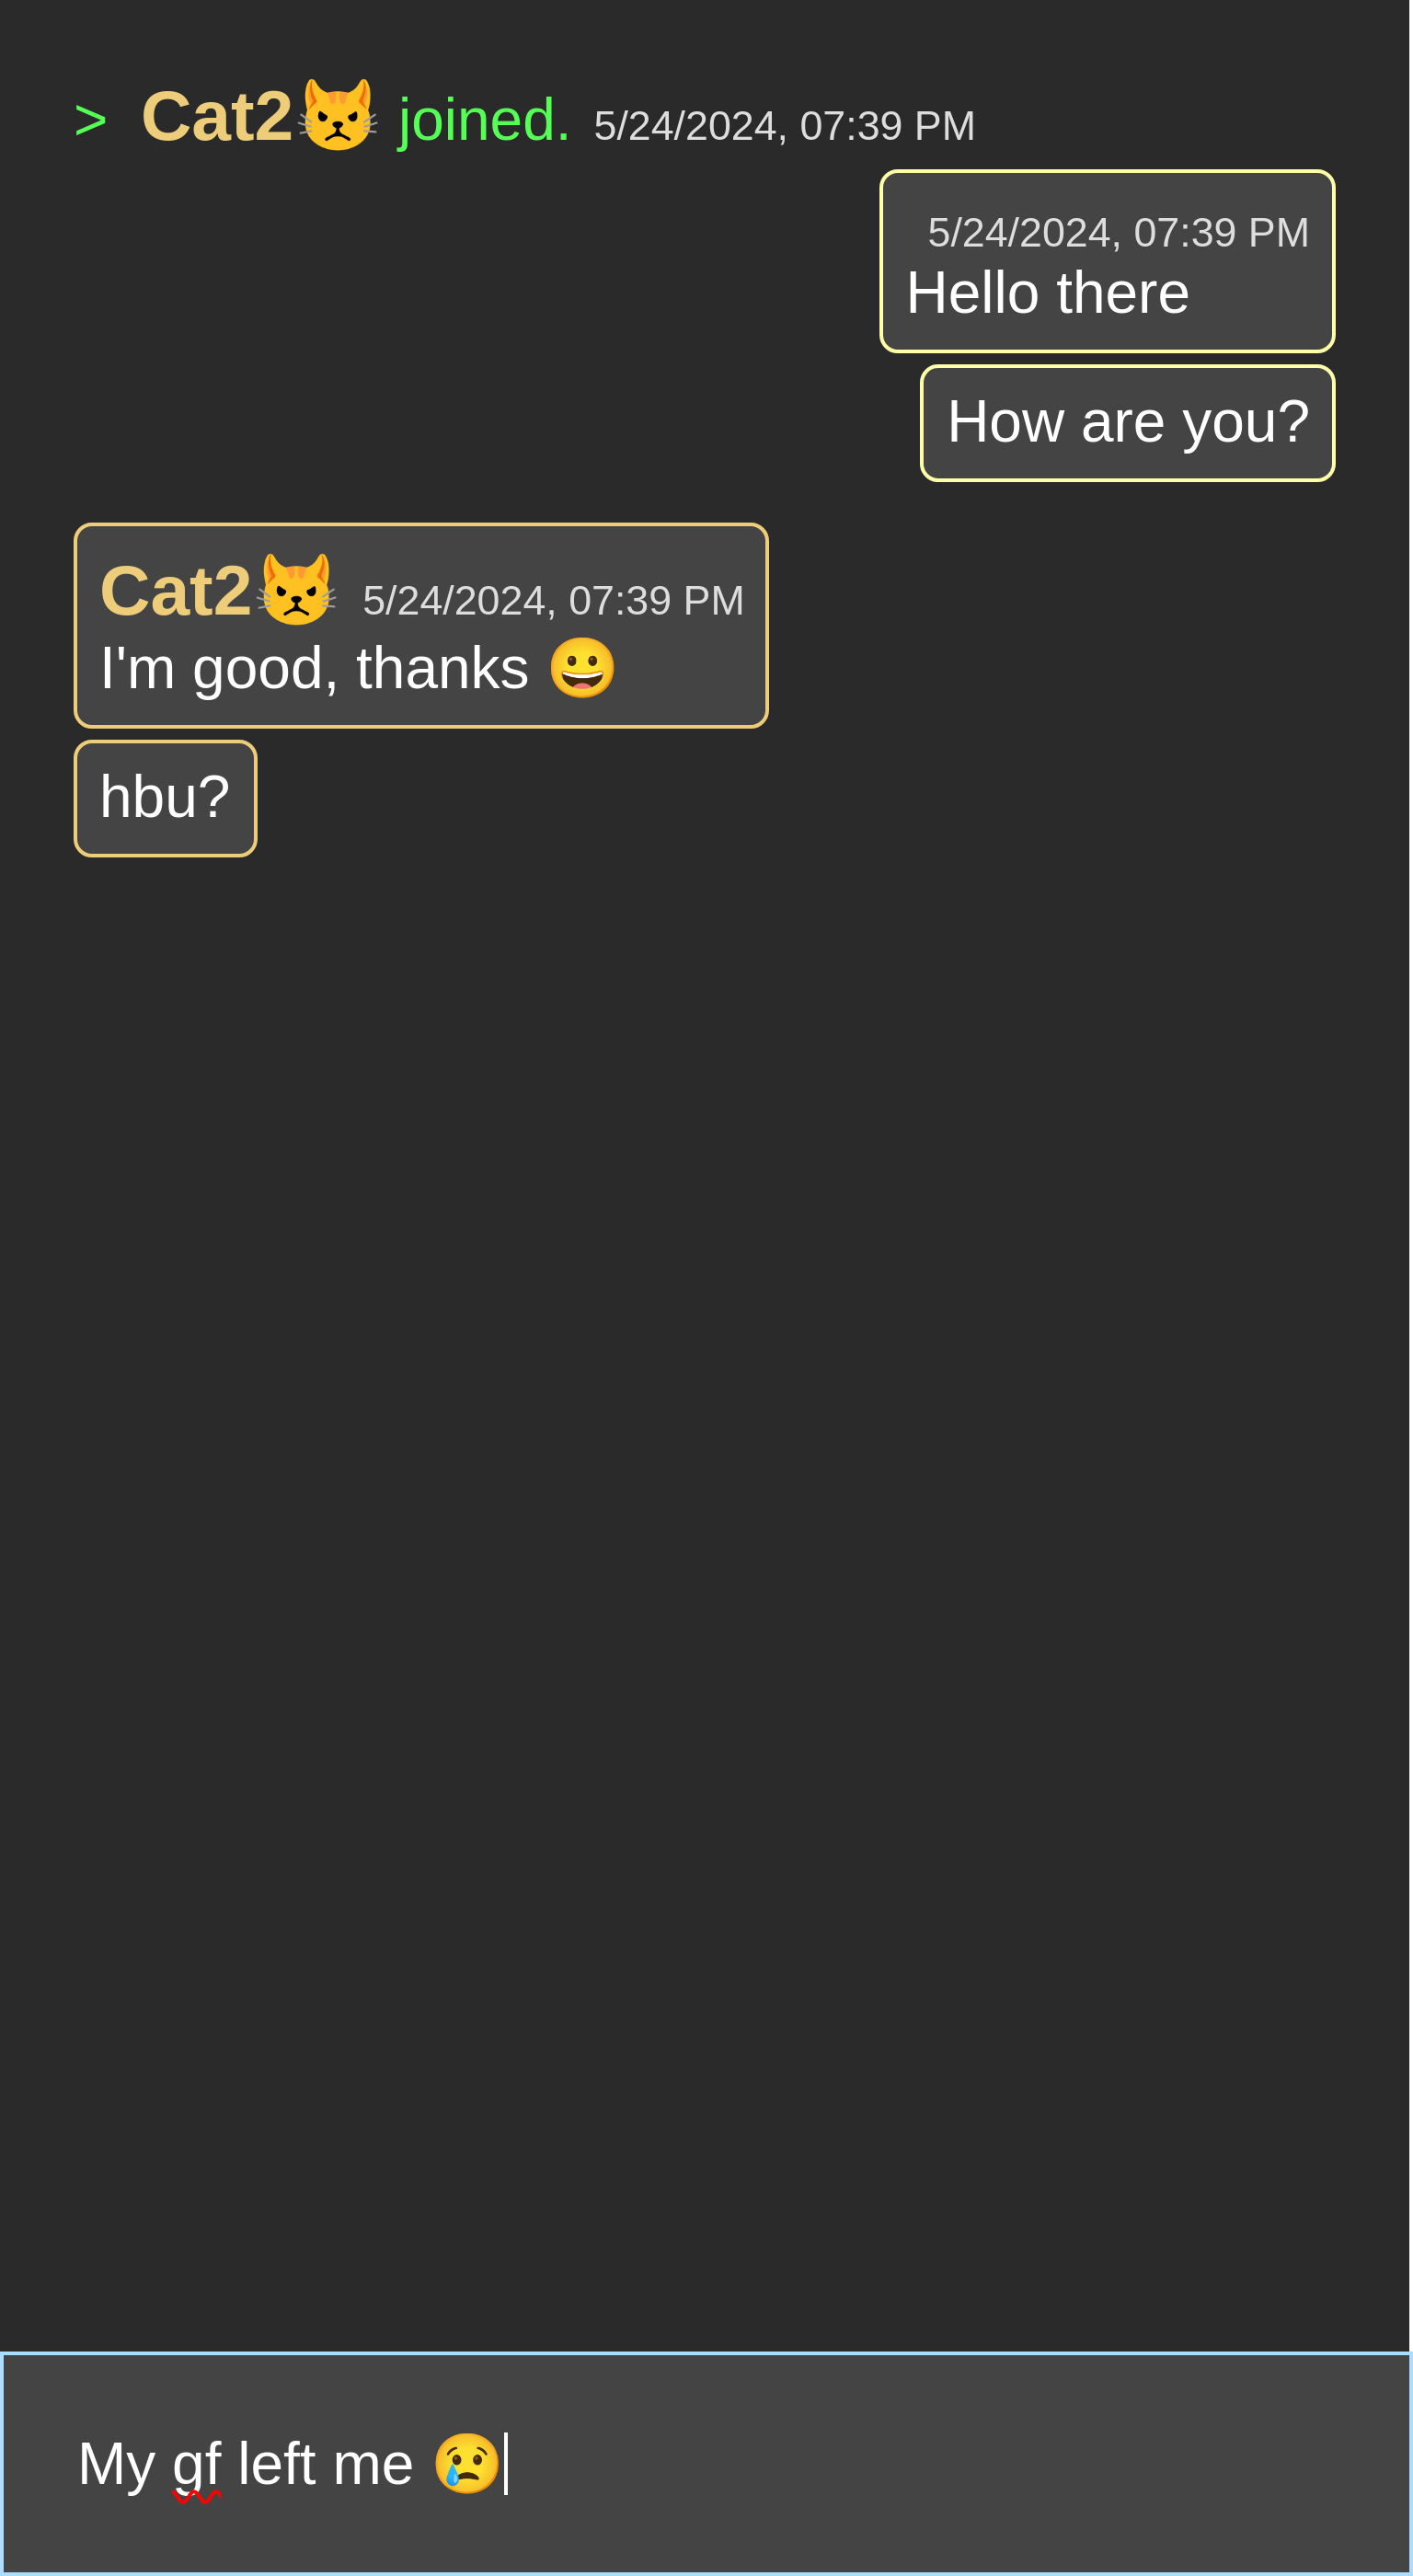 > Cat2😾 joined. 5/24/2024, 07:39 PM
5/24/2024, 07:39 PM
Hello there
How are you?
Cat2😾 5/24/2024, 07:39 PM
I'm good, thanks 😀
hbu?
My gf left me 😢